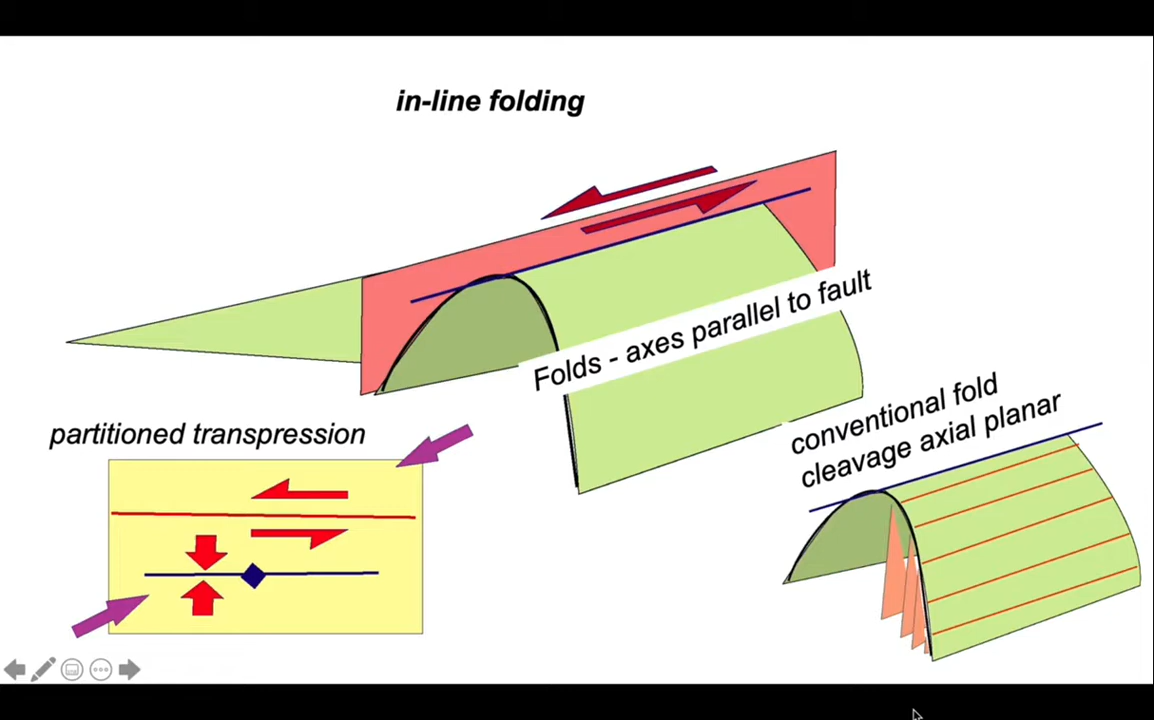 in-line folding
Folds - axes parallel to fault
partitioned transpression
conventional fold
cleavage axial planar